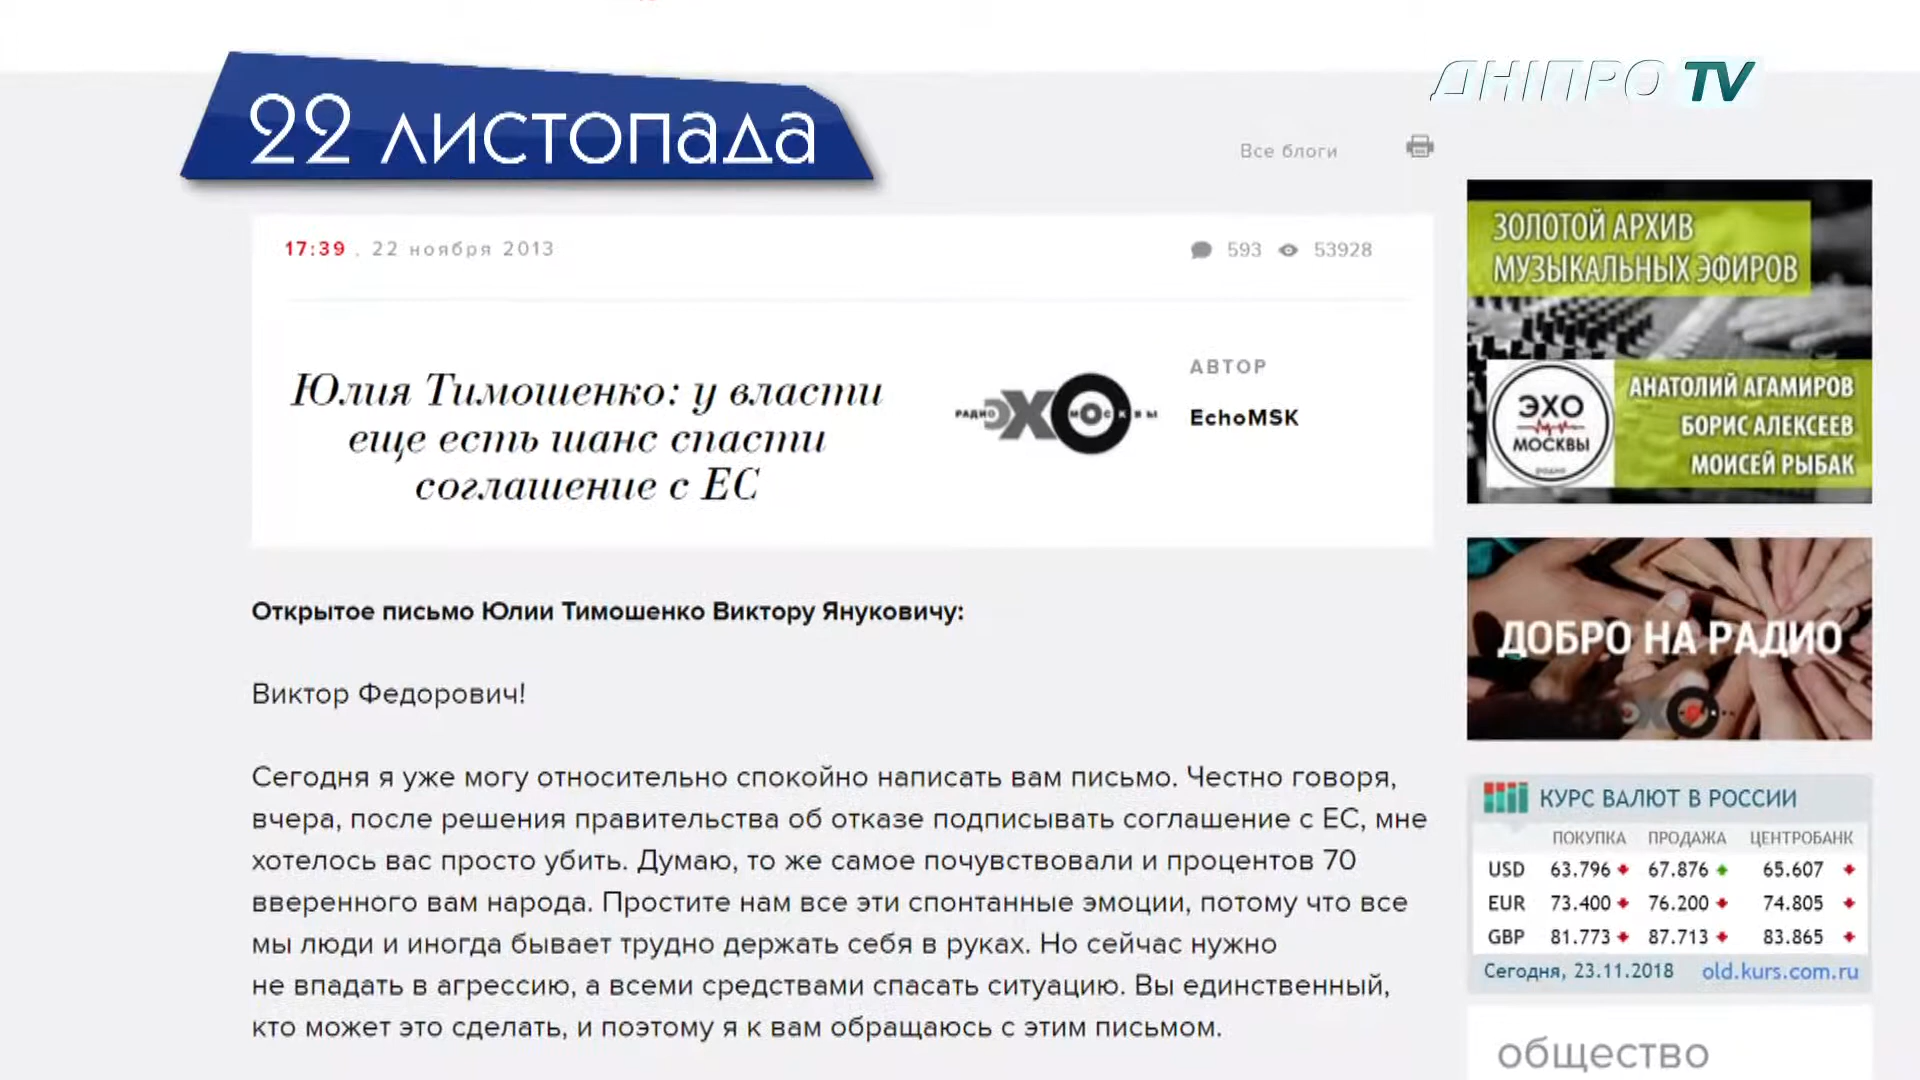 22 листопада
ДНІПРО TV
Все блоги
17:39 . 22 ноября 2013
593 53928
Юлия Тимошенко: у власти
еще есть шанс спасти
соглашение с ЕС
РАДИО ЭХО МОСКВЫ
АВТОР
EchoMSK
Открытое письмо Юлии Тимошенко Виктору Януковичу:
Виктор Федорович!
Сегодня я уже могу относительно спокойно написать вам письмо. Честно говоря,
вчера, после решения правительства об отказе подписывать соглашение с ЕС, мне
хотелось вас просто убить. Думаю, то же самое почувствовали и процентов 70
вверенного вам народа. Простите нам все эти спонтанные эмоции, потому что все
мы люди и иногда бывает трудно держать себя в руках. Но сейчас нужно
не впадать в агрессию, а всеми средствами спасать ситуацию. Вы единственный,
кто может это сделать, и поэтому я к вам обращаюсь с этим письмом.
ЗОЛОТОЙ АРХИВ
МУЗЫКАЛЬНЫХ ЭФИРОВ
ЭХО
МОСКВЫ
радио
АНАТОЛИЙ АГАМИРОВ
БОРИС АЛЕКСЕЕВ
МОИСЕЙ РЫБАК
ДОБРО НА РАДИО
ЭХО
КУРС ВАЛЮТ В РОССИИ
ПОКУПКА ПРОДАЖА ЦЕНТРОБАНК
USD 63.796 67.876 65.607
EUR 73.400 76.200 74.805
GBP 81.773 87.713 83.865
Сегодня, 23.11.2018 old.kurs.com.ru
общество